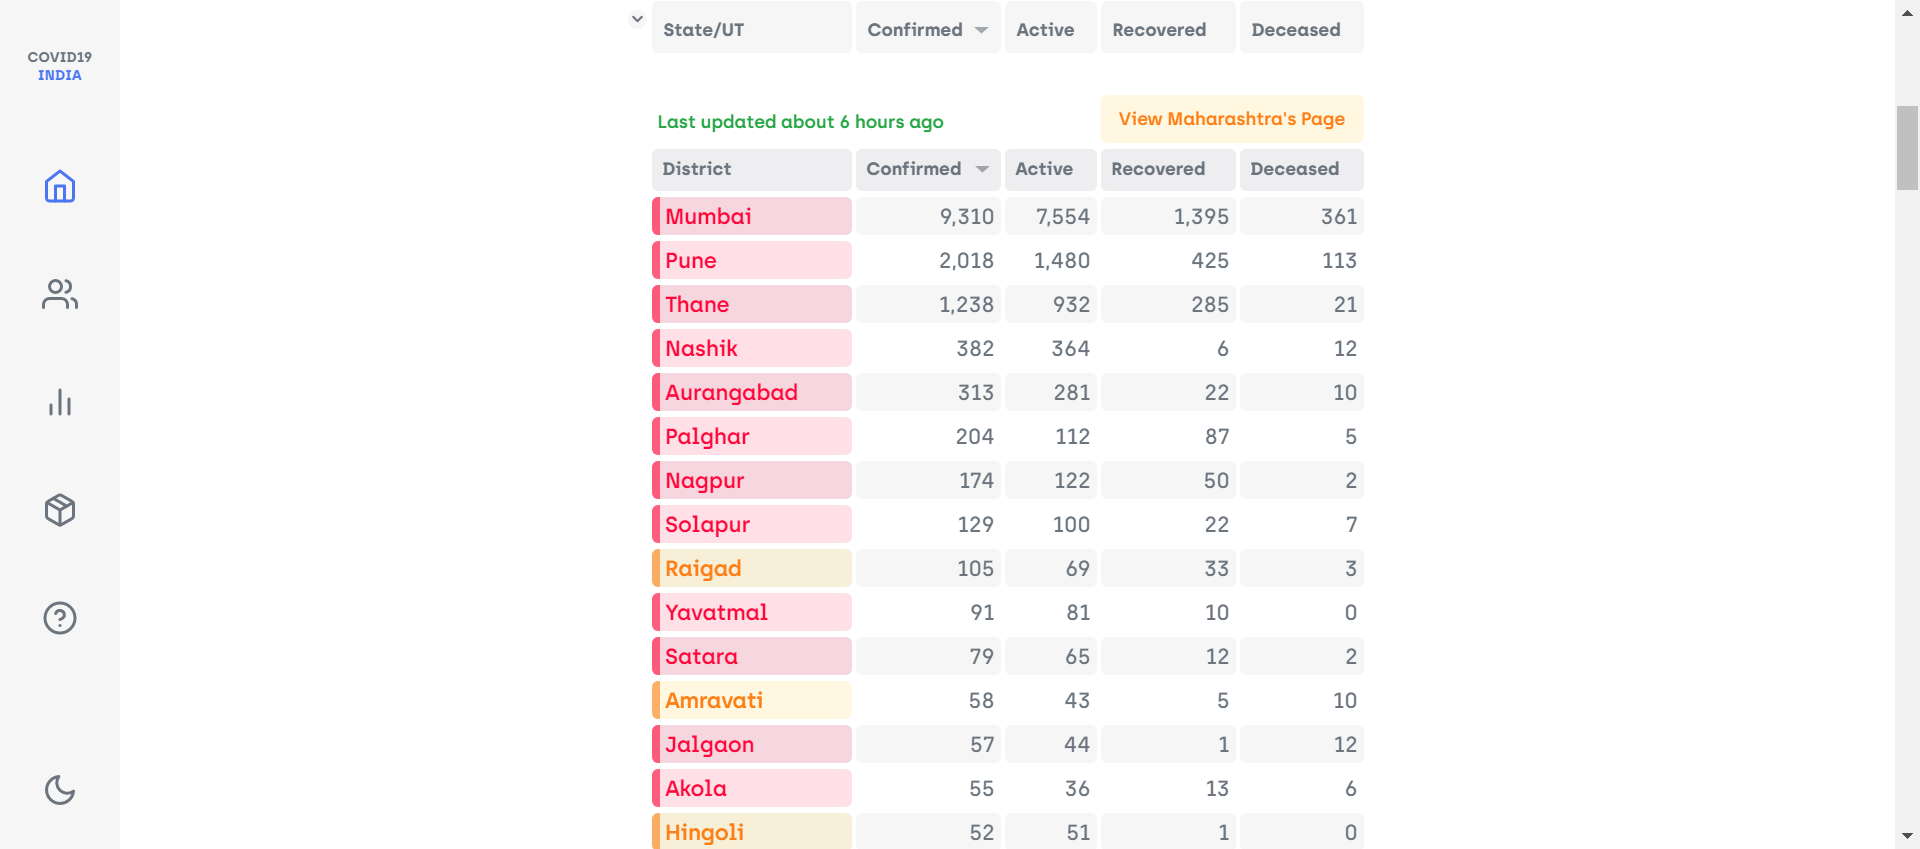 COVID19
INDIA
State/UT Confirmed Active Recovered Deceased
Last updated about 6 hours ago View Maharashtra's Page
District Confirmed Active Recovered Deceased
Mumbai 9,310 7,554 1,395 361
Pune 2,018 1,480 425 113
Thane 1,238 932 285 21
Nashik 382 364 6 12
Aurangabad 313 281 22 10
Palghar 204 112 87 5
Nagpur 174 122 50 2
Solapur 129 100 22 7
Raigad 105 69 33 3
Yavatmal 91 81 10 0
Satara 79 65 12 2
Amravati 58 43 5 10
Jalgaon 57 44 1 12
Akola 55 36 13 6
Hingoli 52 51 1 0